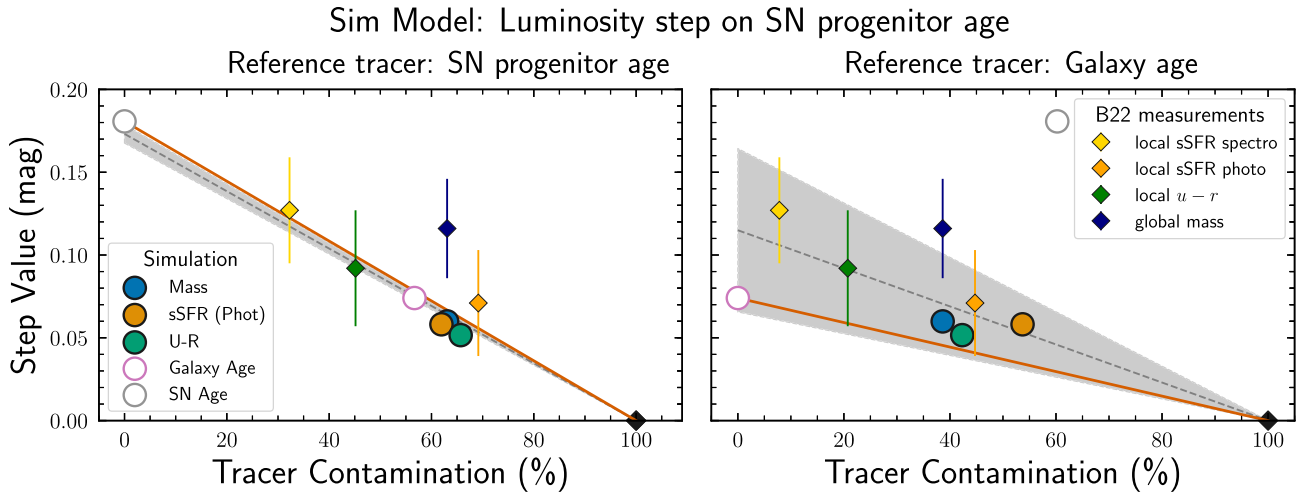 Sim Model: Luminosity step on SN progenitor age
Reference tracer: SN progenitor age
Reference tracer: Galaxy age
Step Value (mag)
0.20
0.15
0.10
0.05
0.00
Simulation
Mass
sSFR (Phot)
U-R
Galaxy Age
SN Age
B22 measurements
local sSFR spectro
local sSFR photo
local u − r
global mass
0 20 40 60 80 100
0 20 40 60 80 100
Tracer Contamination (%)
Tracer Contamination (%)